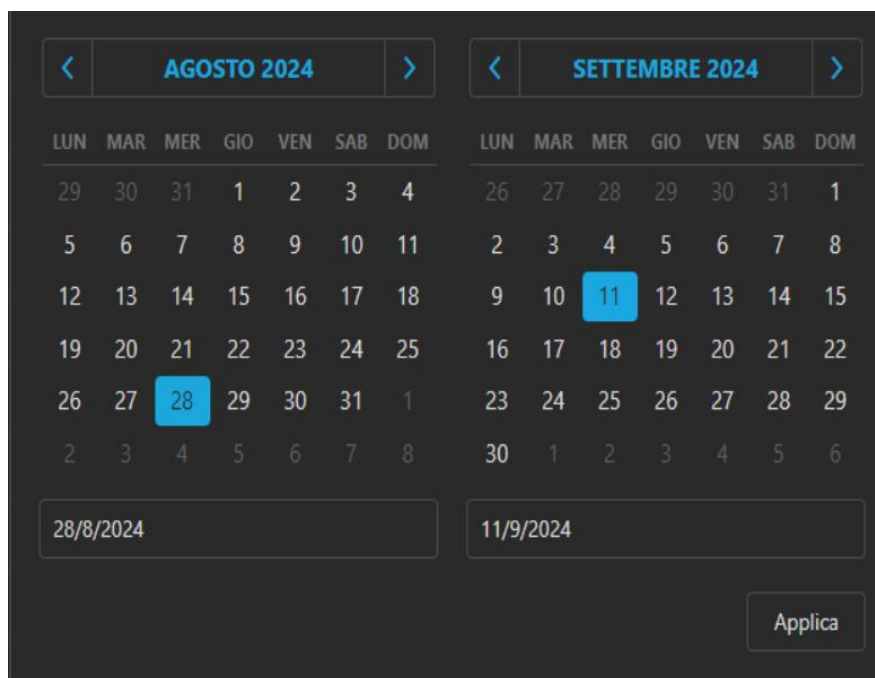 AGOSTO 2024
LUN MAR MER GIO VEN SAB DOM
29 30 31 1 2 3 4
5 6 7 8 9 10 11
12 13 14 15 16 17 18
19 20 21 22 23 24 25
26 27 28 29 30 31 1
2 3 4 5 6 7 8
28/8/2024
SETTEMBRE 2024
LUN MAR MER GIO VEN SAB DOM
26 27 28 29 30 31 1
2 3 4 5 6 7 8
9 10 11 12 13 14 15
16 17 18 19 20 21 22
23 24 25 26 27 28 29
30 1 2 3 4 5 6
11/9/2024
Applica